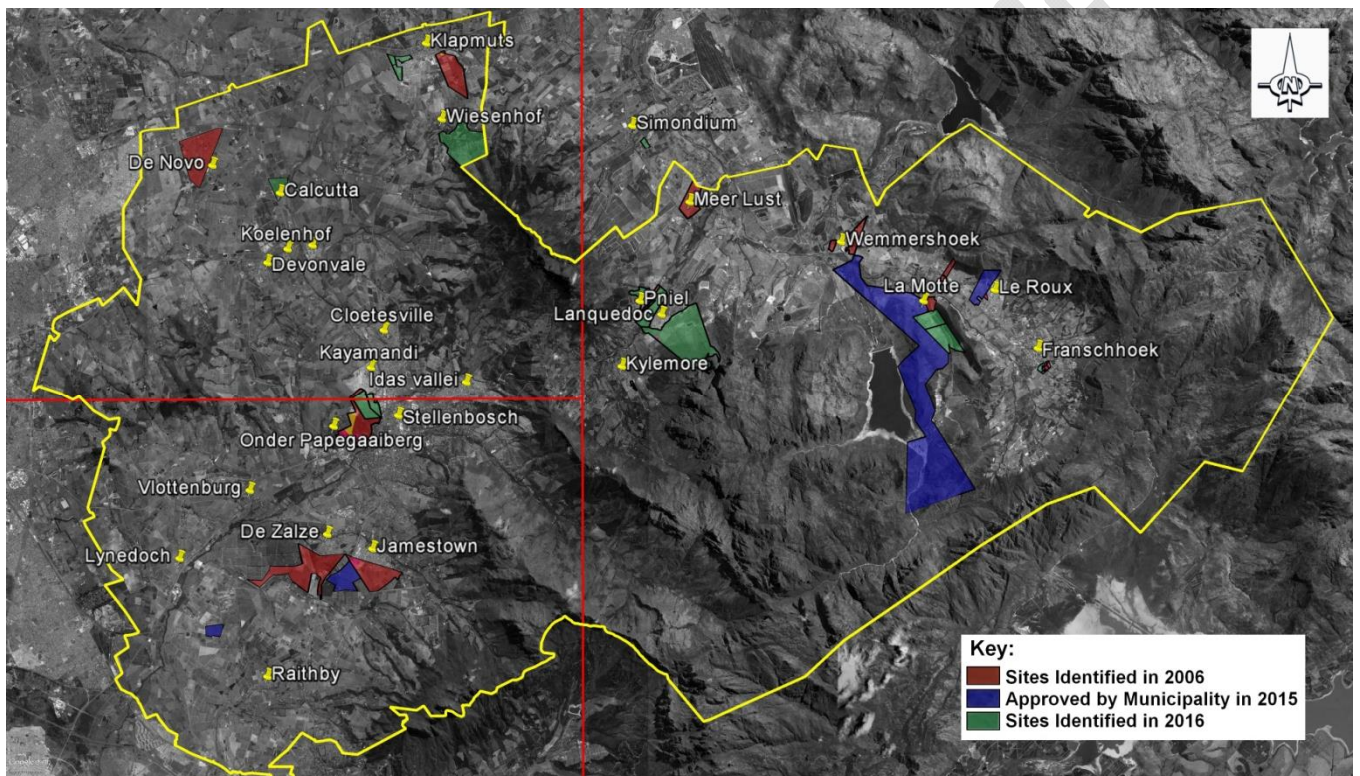 Klapmuts
Wiesenhof
Simondium
De Novo
Calcutta
Meer Lust
Koelenhof
Wemmershoek
Devonvale
La Motte
Le Roux
Pniel
Lanquedoc
Cloetesville
Franschhoek
Kayamandi
Kylemore
Idas vallei
Stellenbosch
Onder Papegaaiberg
Vlottenburg
De Zalze
Jamestown
Lynedoch
Raithby
Key:
Sites Identified in 2006
Approved by Municipality in 2015
Sites Identified in 2016